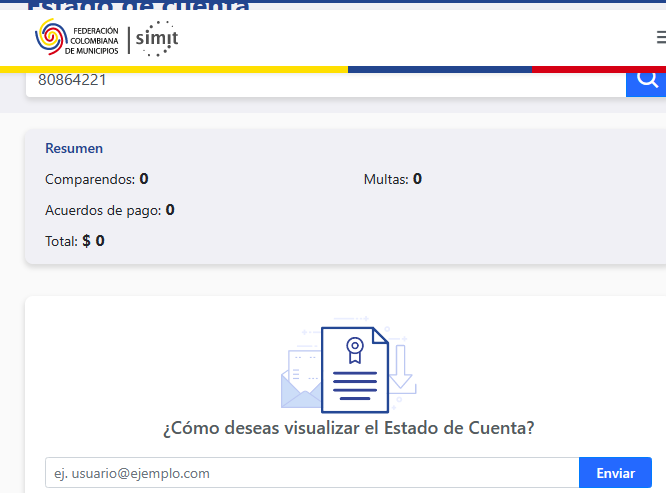 Estado de cuenta
FEDERACIÓN
COLOMBIANA
DE MUNICIPIOS
simit
80864221
Resumen
Comparendos: 0
Multas: 0
Acuerdos de pago: 0
Total: $ 0
¿Cómo deseas visualizar el Estado de Cuenta?
ej. usuario@ejemplo.com
Enviar